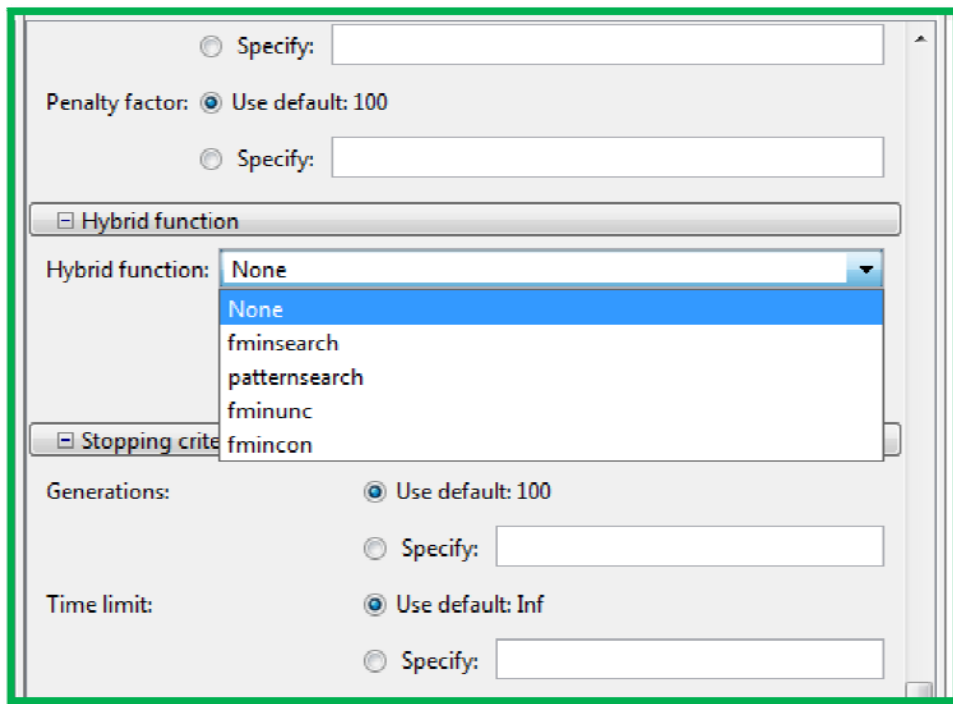 Specify:
Penalty factor: Use default: 100
Specify:
Hybrid function
Hybrid function: None
None
fminsearch
patternsearch
fminunc
Stopping crite fmincon
Generations: Use default: 100
Specify:
Time limit: Use default: Inf
Specify: